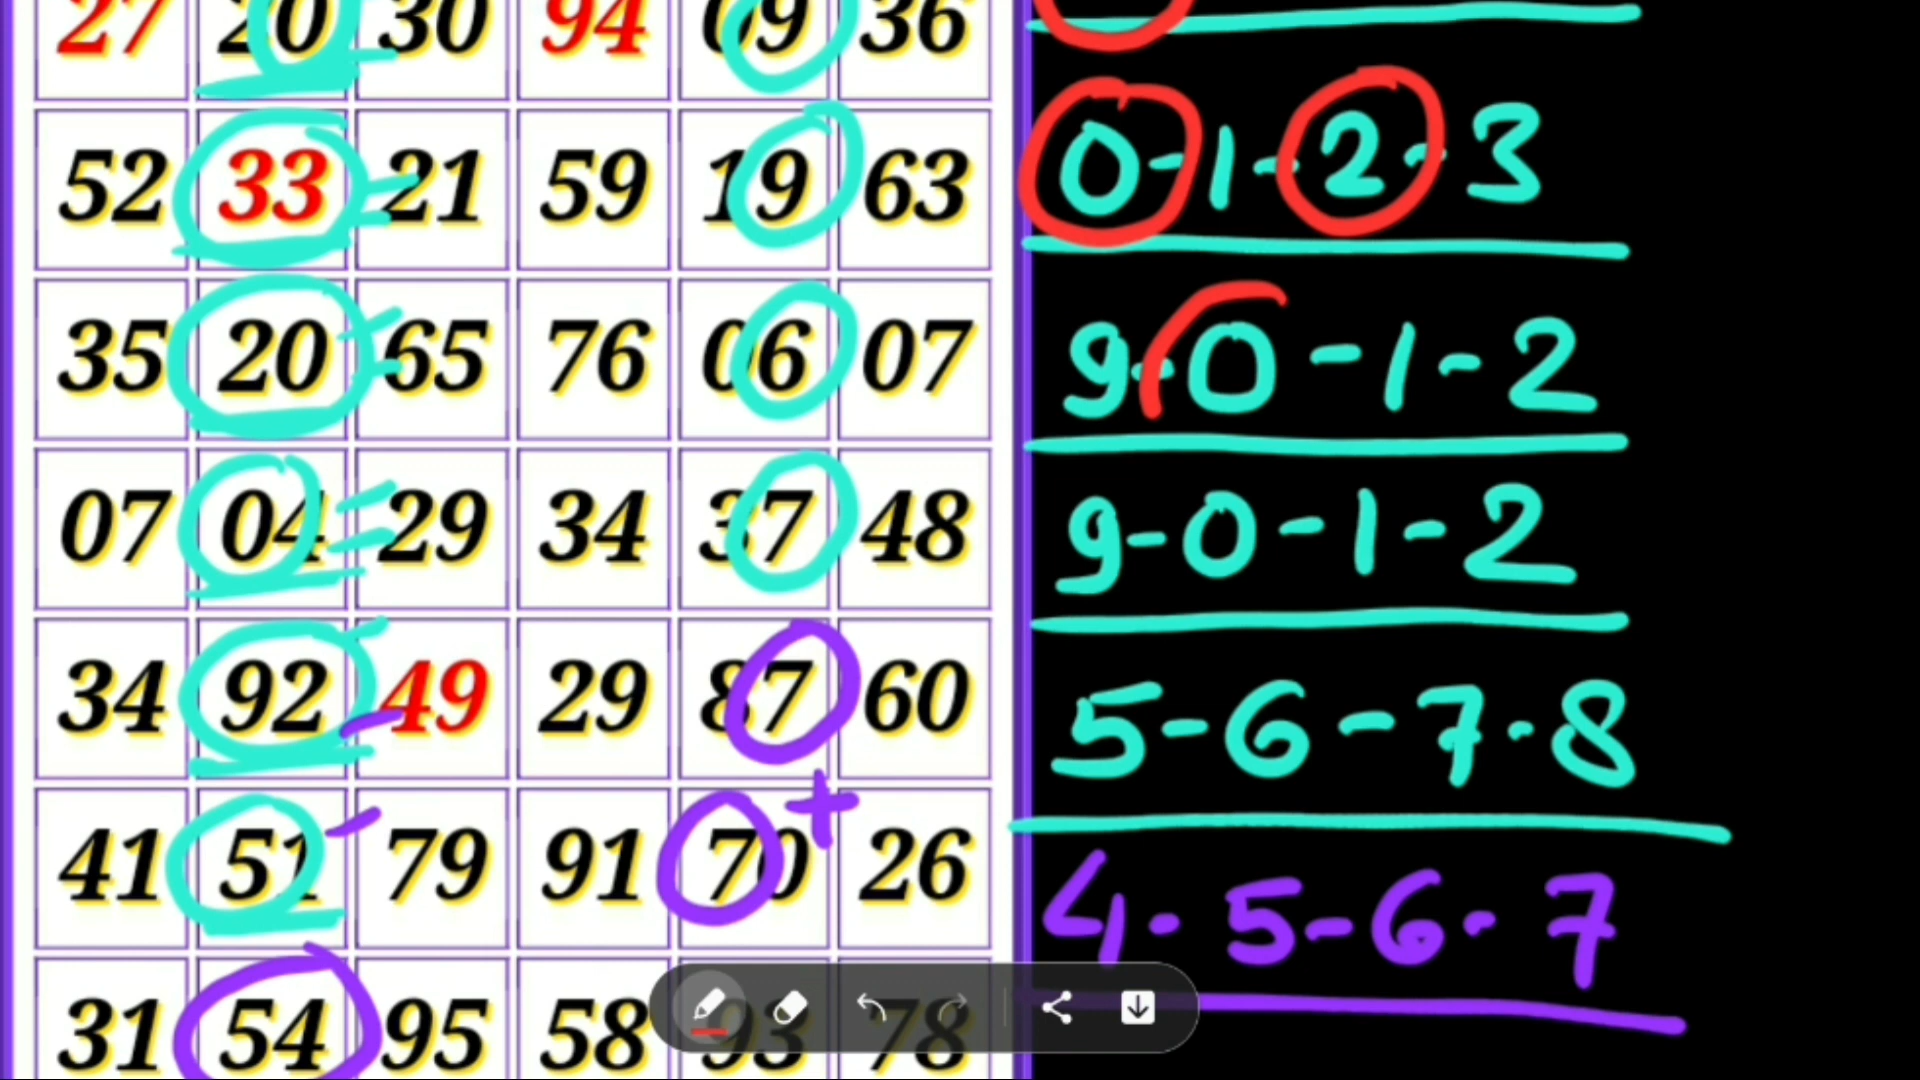 27 20 30 94 09 36
52 33 21 59 19 63 0-1-2-3
35 20 65 76 06 07 9-0-1-2
07 04 29 34 37 48 9-0-1-2
34 92 49 29 87 60 5-6-7-8
41 51 79 91 70 + 26 4-5-6-7
31 54 95 58 93 78